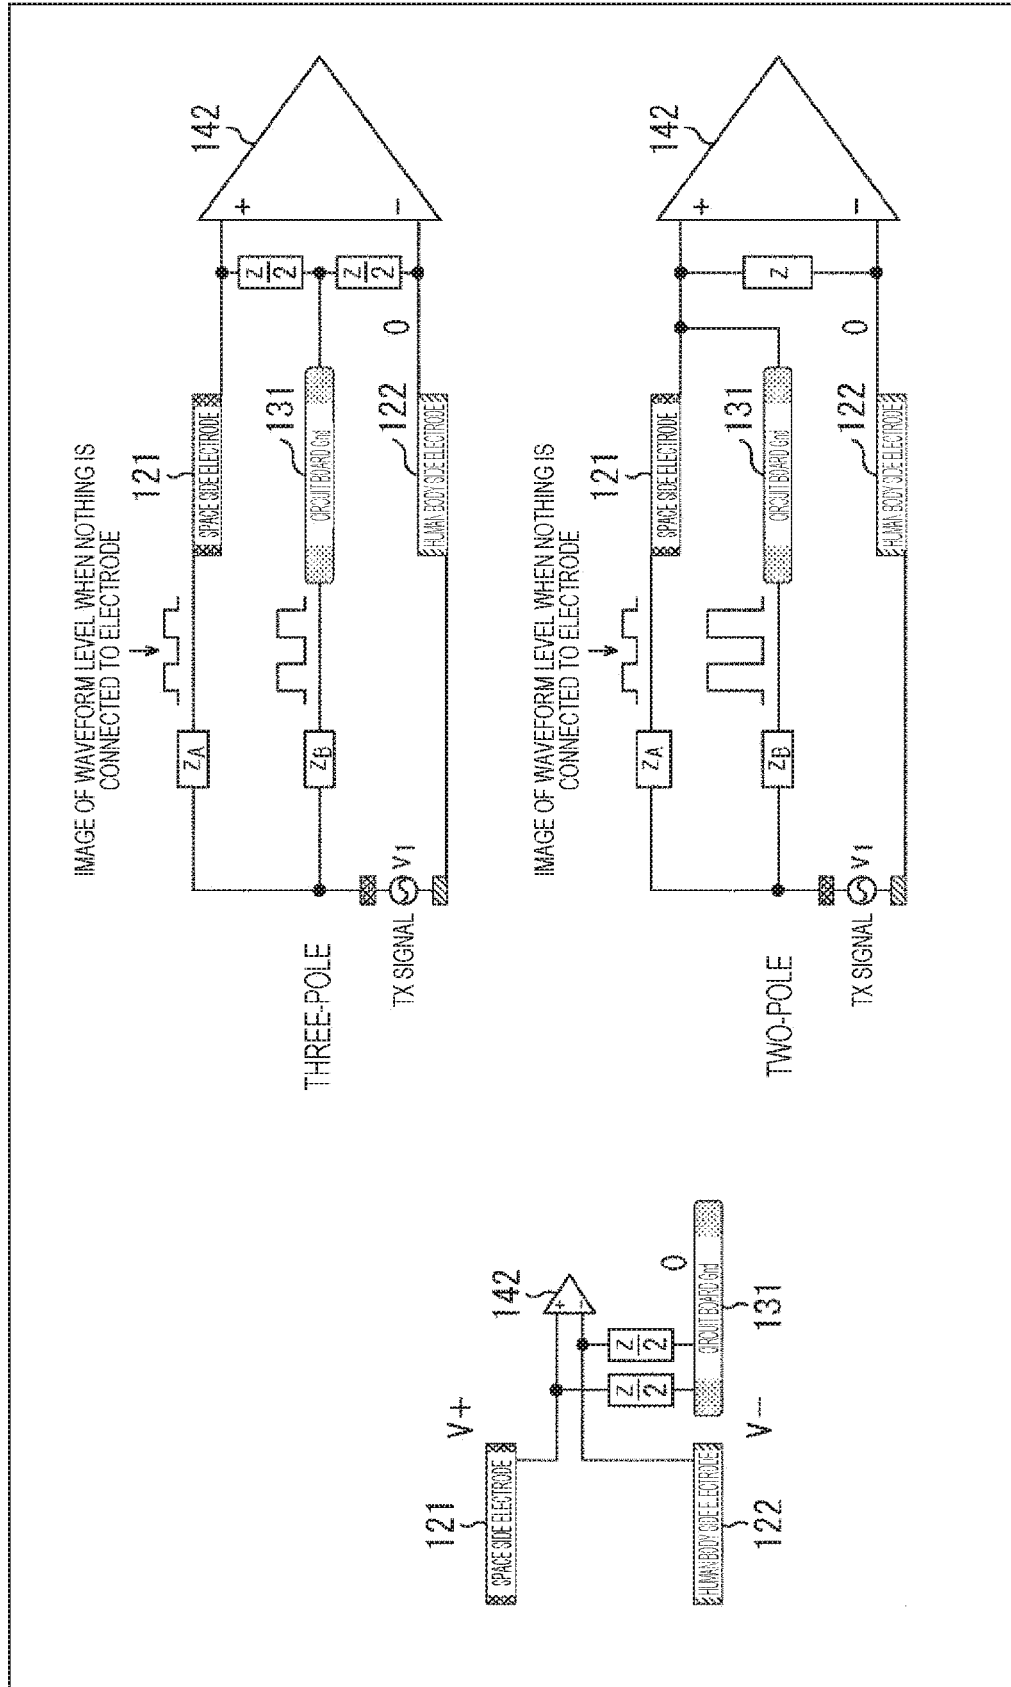 IMAGE OF WAVEFORM LEVEL WHEN NOTHING IS
CONNECTED TO ELECTRODE
THREE-POLE
TX SIGNAL
V1
ZA
ZB
121
SPACE SIDE ELECTRODE
131
CIRCUIT BOARD Gnd
122
HUMAN BODY SIDE ELECTRODE
0
Z
2
Z
2
142
+
−
IMAGE OF WAVEFORM LEVEL WHEN NOTHING IS
CONNECTED TO ELECTRODE
TWO-POLE
TX SIGNAL
V1
ZA
ZB
121
SPACE SIDE ELECTRODE
131
CIRCUIT BOARD Gnd
122
HUMAN BODY SIDE ELECTRODE
0
Z
142
+
−
121
SPACE SIDE ELECTRODE
V+
142
+
−
Z
2
Z
2
0
HUMAN BODY SIDE ELECTRODE
122
V−
CIRCUIT BOARD Gnd
131